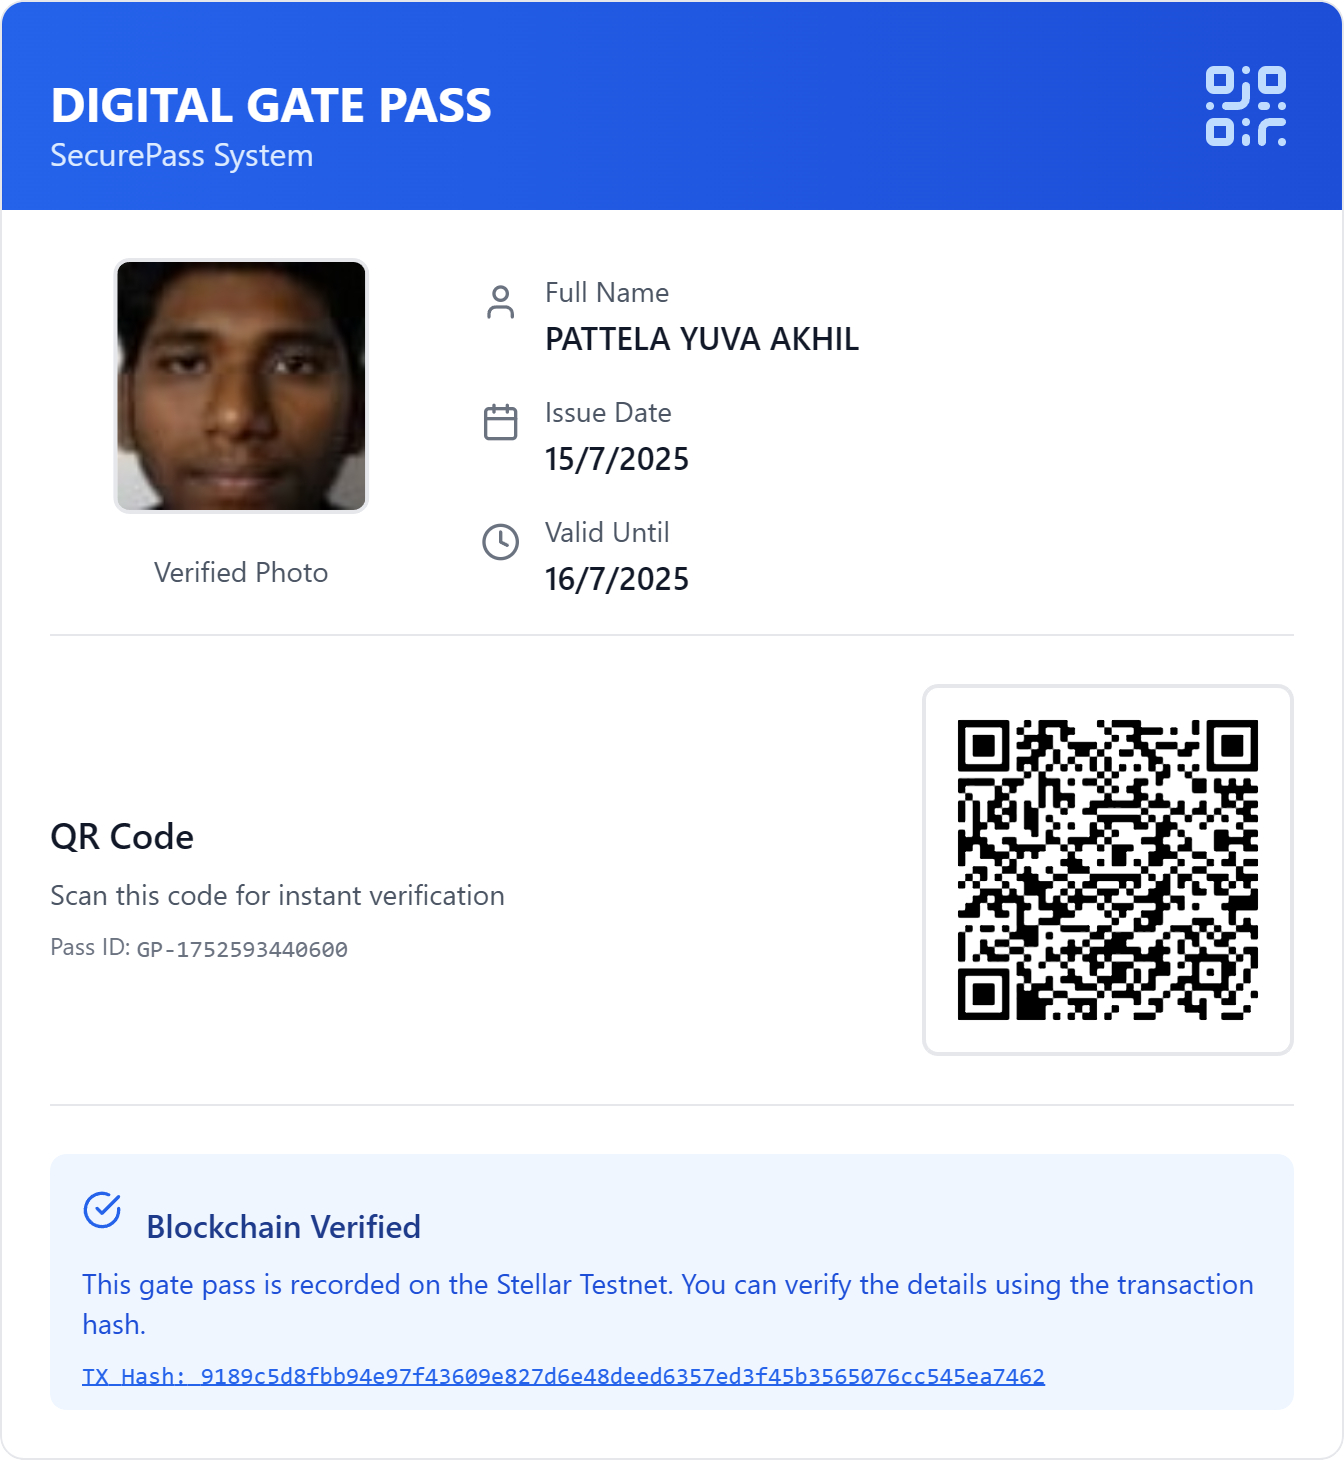 DIGITAL GATE PASS
SecurePass System
Full Name
PATTELA YUVA AKHIL
Issue Date
15/7/2025
Valid Until
16/7/2025
Verified Photo
QR Code
Scan this code for instant verification
Pass ID: GP-1752593440600
Blockchain Verified
This gate pass is recorded on the Stellar Testnet. You can verify the details using the transaction
hash.
TX Hash: 9189c5d8fbb94e97f43609e827d6e48deed6357ed3f45b3565076cc545ea7462